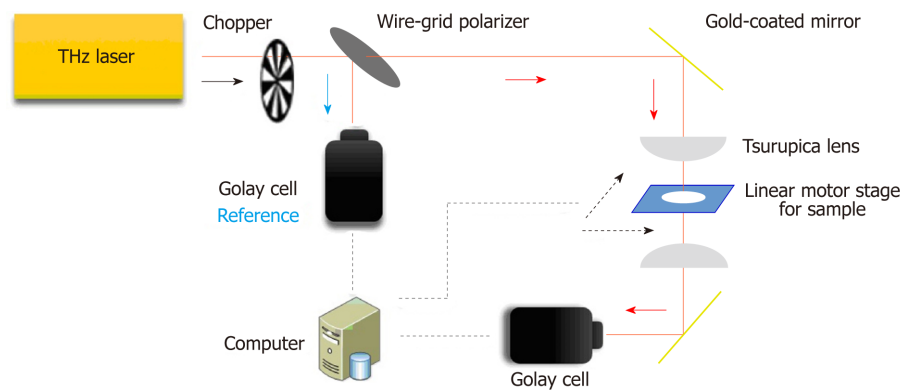 THz laser
Chopper
Wire-grid polarizer
Gold-coated mirror
Tsurupica lens
Golay cell
Reference
Linear motor stage
for sample
Computer
Golay cell